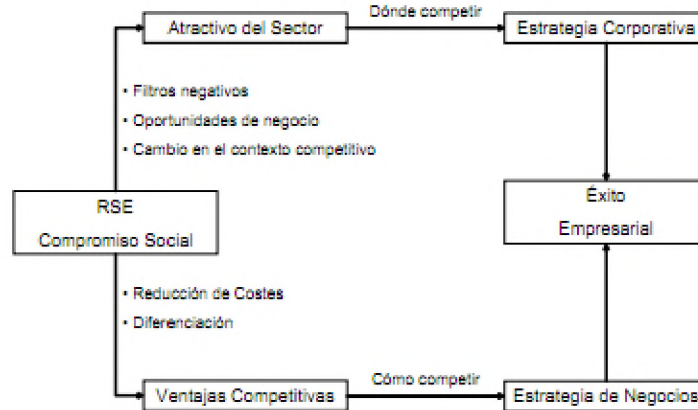 Atractivo del Sector
Dónde competir
Estrategia Corporativa
• Filtros negativos
• Oportunidades de negocio
• Cambio en el contexto competitivo
RSE
Compromiso Social
Éxito
Empresarial
• Reducción de Costes
• Diferenciación
Ventajas Competitivas
Cómo competir
Estrategia de Negocios